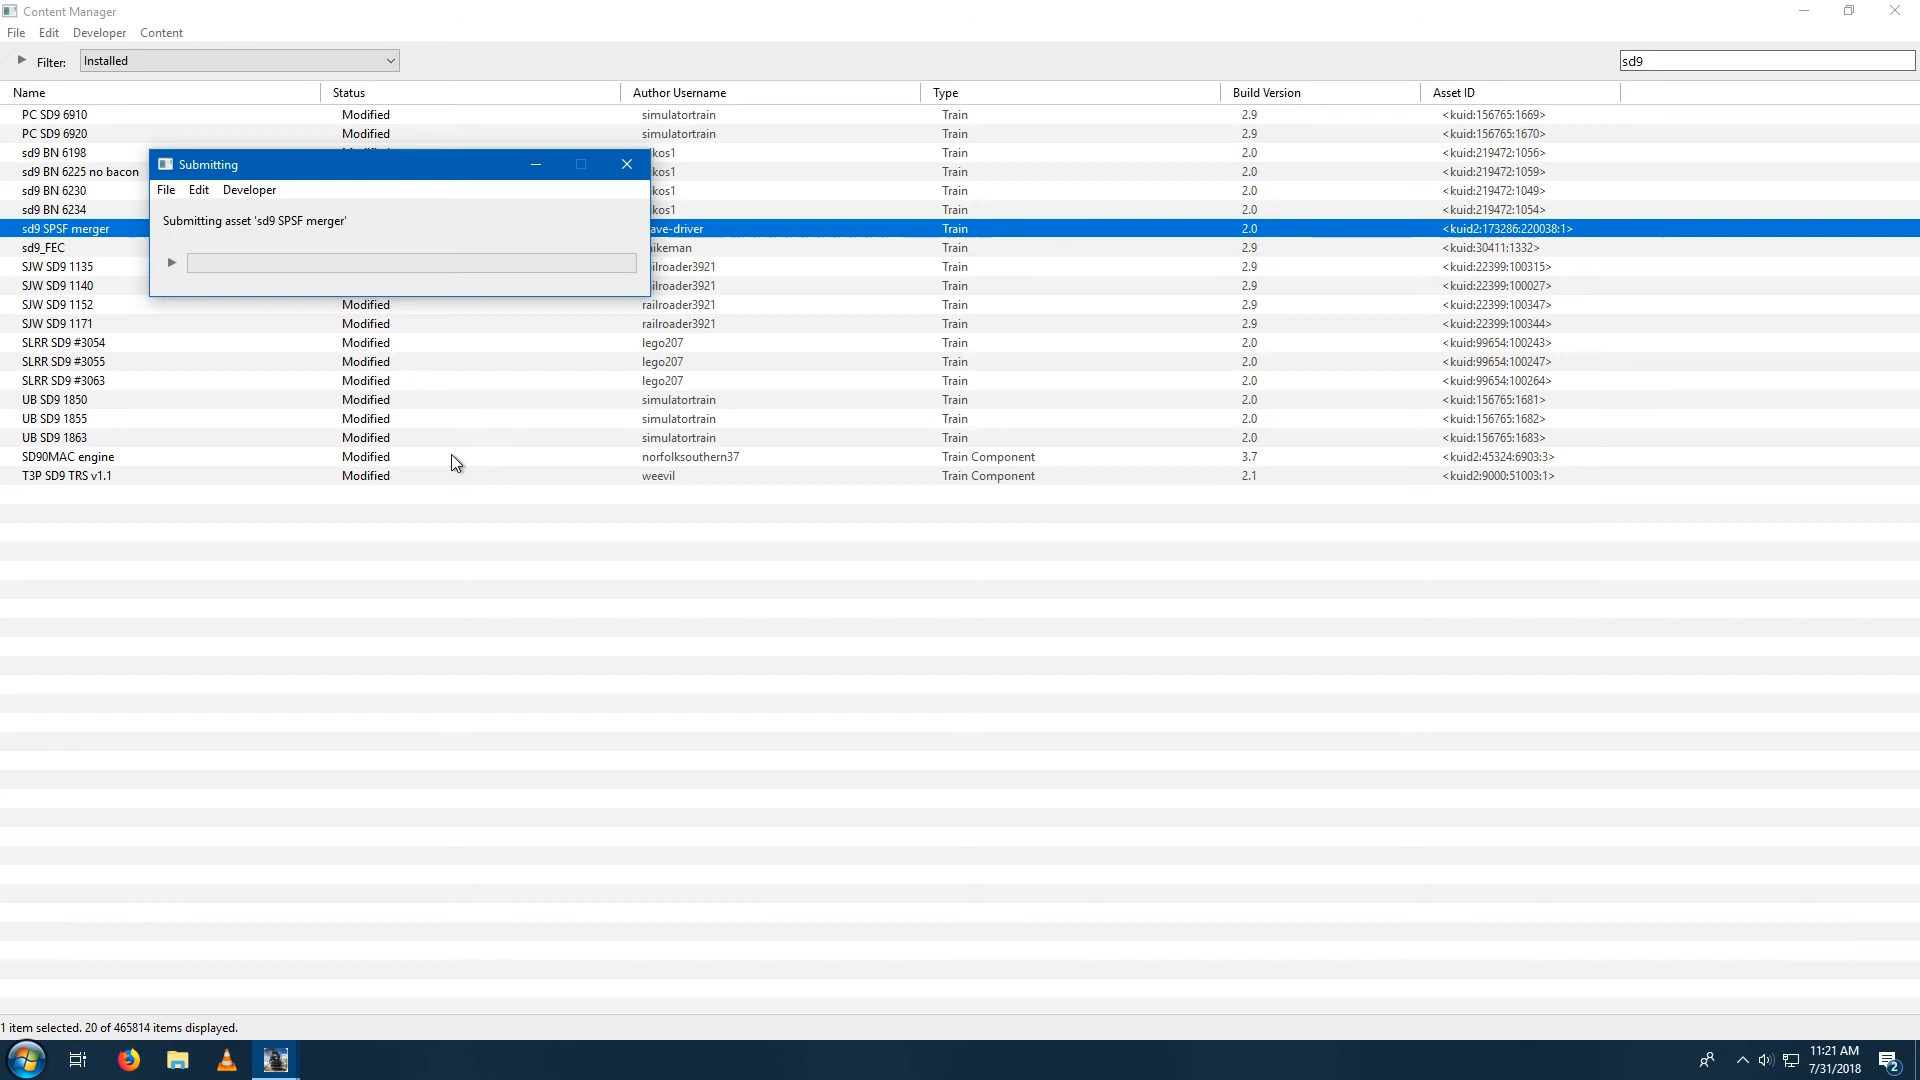 Content Manager
File Edit Developer Content
Filter: Installed sd9
Name Status Author Username Type Build Version Asset ID
PC SD9 6910 Modified simulatortrain Train 2.9 <kuid:156765:1669>
PC SD9 6920 Modified simulatortrain Train 2.9 <kuid:156765:1670>
sd9 BN 6198 kos1 Train 2.0 <kuid:219472:1056>
sd9 BN 6225 no bacon kos1 Train 2.0 <kuid:219472:1059>
sd9 BN 6230 kos1 Train 2.0 <kuid:219472:1049>
sd9 BN 6234 kos1 Train 2.0 <kuid:219472:1054>
sd9 SPSF merger ave-driver Train 2.0 <kuid2:173286:220038:1>
sd9_FEC ikeman Train 2.9 <kuid:30411:1332>
SJW SD9 1135 ilroader3921 Train 2.9 <kuid:22399:100315>
SJW SD9 1140 ilroader3921 Train 2.9 <kuid:22399:100027>
SJW SD9 1152 Modified railroader3921 Train 2.9 <kuid:22399:100347>
SJW SD9 1171 Modified railroader3921 Train 2.9 <kuid:22399:100344>
SLRR SD9 #3054 Modified lego207 Train 2.0 <kuid:99654:100243>
SLRR SD9 #3055 Modified lego207 Train 2.0 <kuid:99654:100247>
SLRR SD9 #3063 Modified lego207 Train 2.0 <kuid:99654:100264>
UB SD9 1850 Modified simulatortrain Train 2.0 <kuid:156765:1681>
UB SD9 1855 Modified simulatortrain Train 2.0 <kuid:156765:1682>
UB SD9 1863 Modified simulatortrain Train 2.0 <kuid:156765:1683>
SD90MAC engine Modified norfolksouthern37 Train Component 3.7 <kuid2:45324:6903:3>
T3P SD9 TRS v1.1 Modified weevil Train Component 2.1 <kuid2:9000:51003:1>
Submitting
File Edit Developer
Submitting asset 'sd9 SPSF merger'
1 item selected. 20 of 465814 items displayed.
11:21 AM
7/31/2018
2